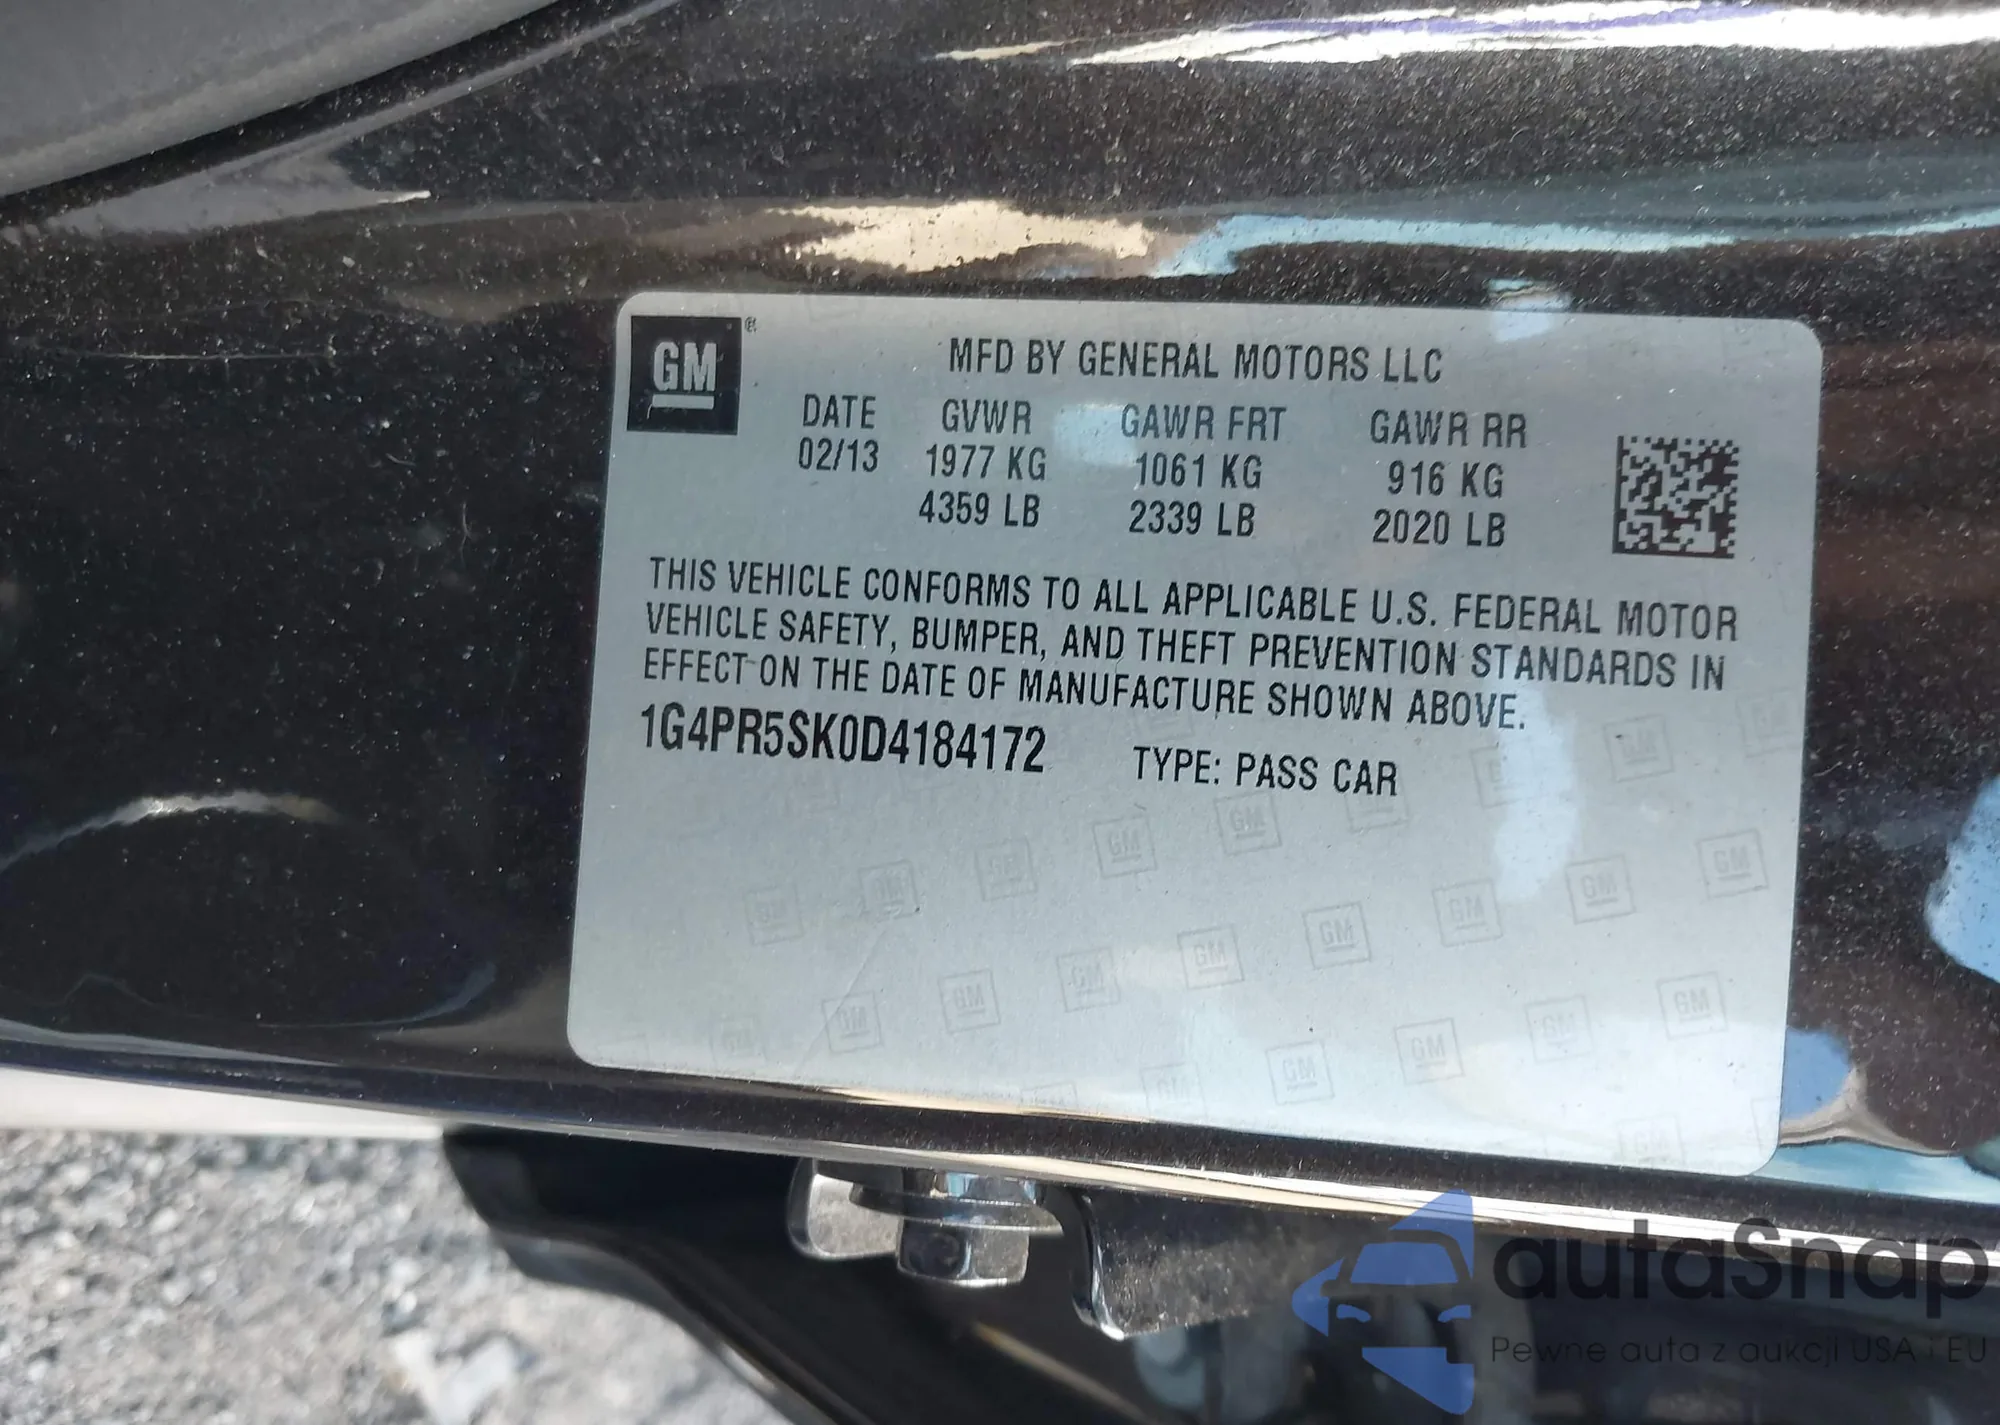 GM ®
MFD BY GENERAL MOTORS LLC
DATE GVWR GAWR FRT GAWR RR
02/13 1977 KG 1061 KG 916 KG
4359 LB 2339 LB 2020 LB
THIS VEHICLE CONFORMS TO ALL APPLICABLE U.S. FEDERAL MOTOR
VEHICLE SAFETY, BUMPER, AND THEFT PREVENTION STANDARDS IN
EFFECT ON THE DATE OF MANUFACTURE SHOWN ABOVE.
1G4PR5SK0D4184172 TYPE: PASS CAR
autaSnap
Pewne auta z aukcji USA i EU